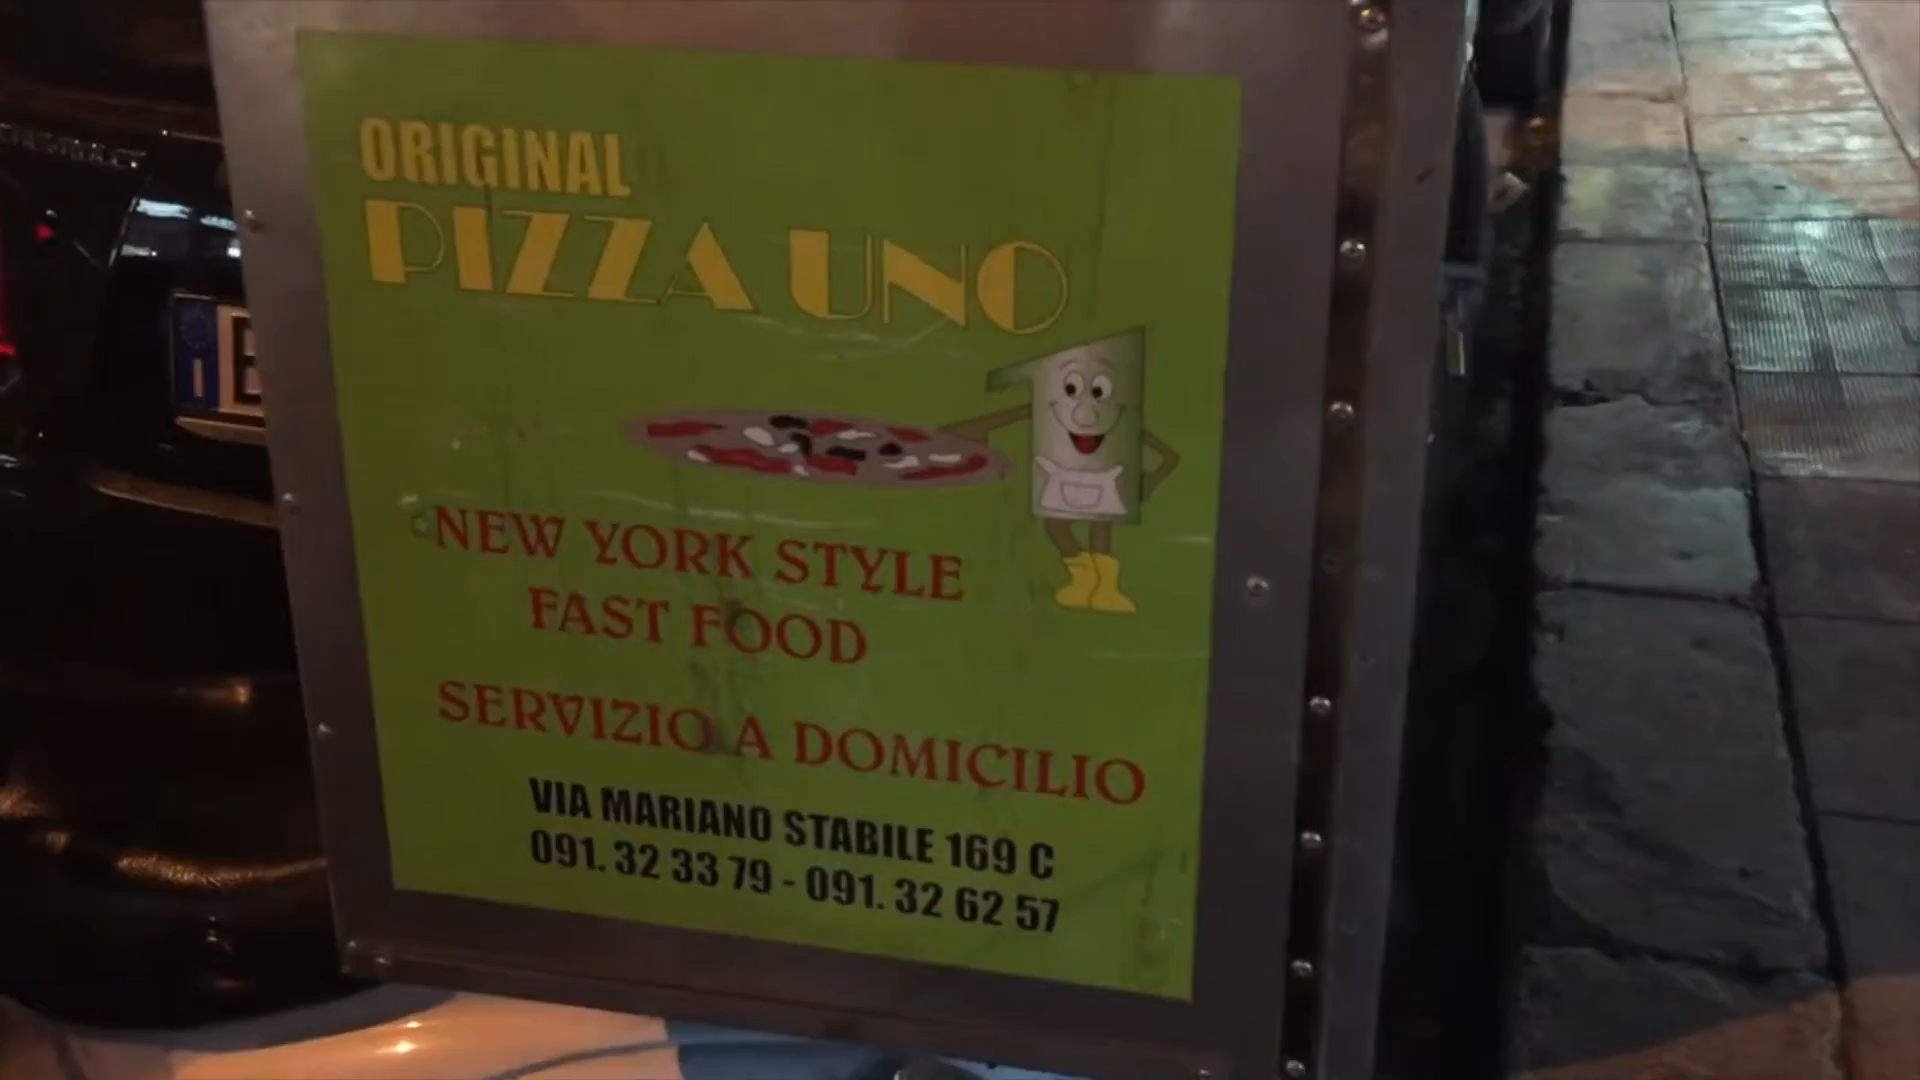 ORIGINAL
PIZZA UNO
NEW YORK STYLE
FAST FOOD
SERVIZIO A DOMICILIO
VIA MARIANO STABILE 169 C
091. 32 33 79 - 091. 32 62 57
I E